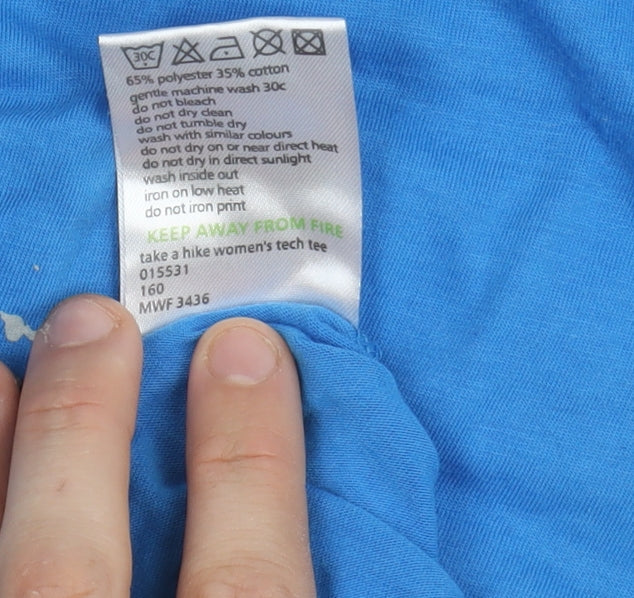 30C
65% polyester 35% cotton
gentle machine wash 30c
do not bleach
do not dry clean
do not tumble dry
wash with similar colours
do not dry on or near direct heat
do not dry in direct sunlight
wash inside out
iron on low heat
do not iron print
KEEP AWAY FROM FIRE
take a hike women's tech tee
015531
160
MWF 3436